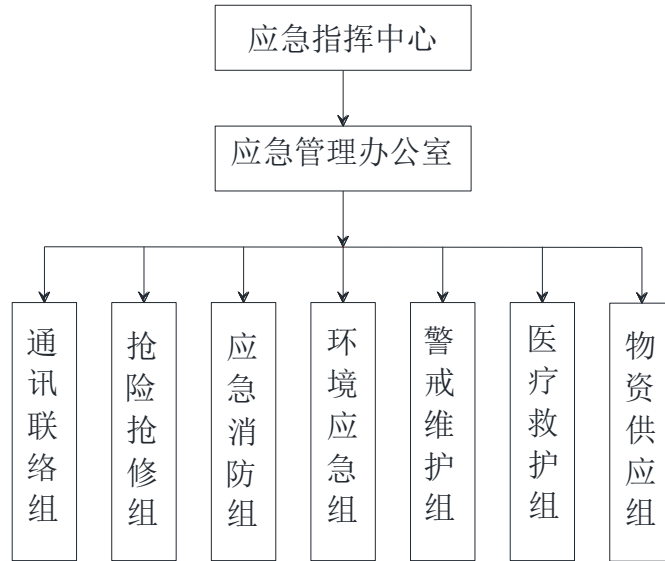 应急指挥中心
应急管理办公室
通讯联络组
抢险抢修组
应急消防组
环境应急组
警戒维护组
医疗救护组
物资供应组